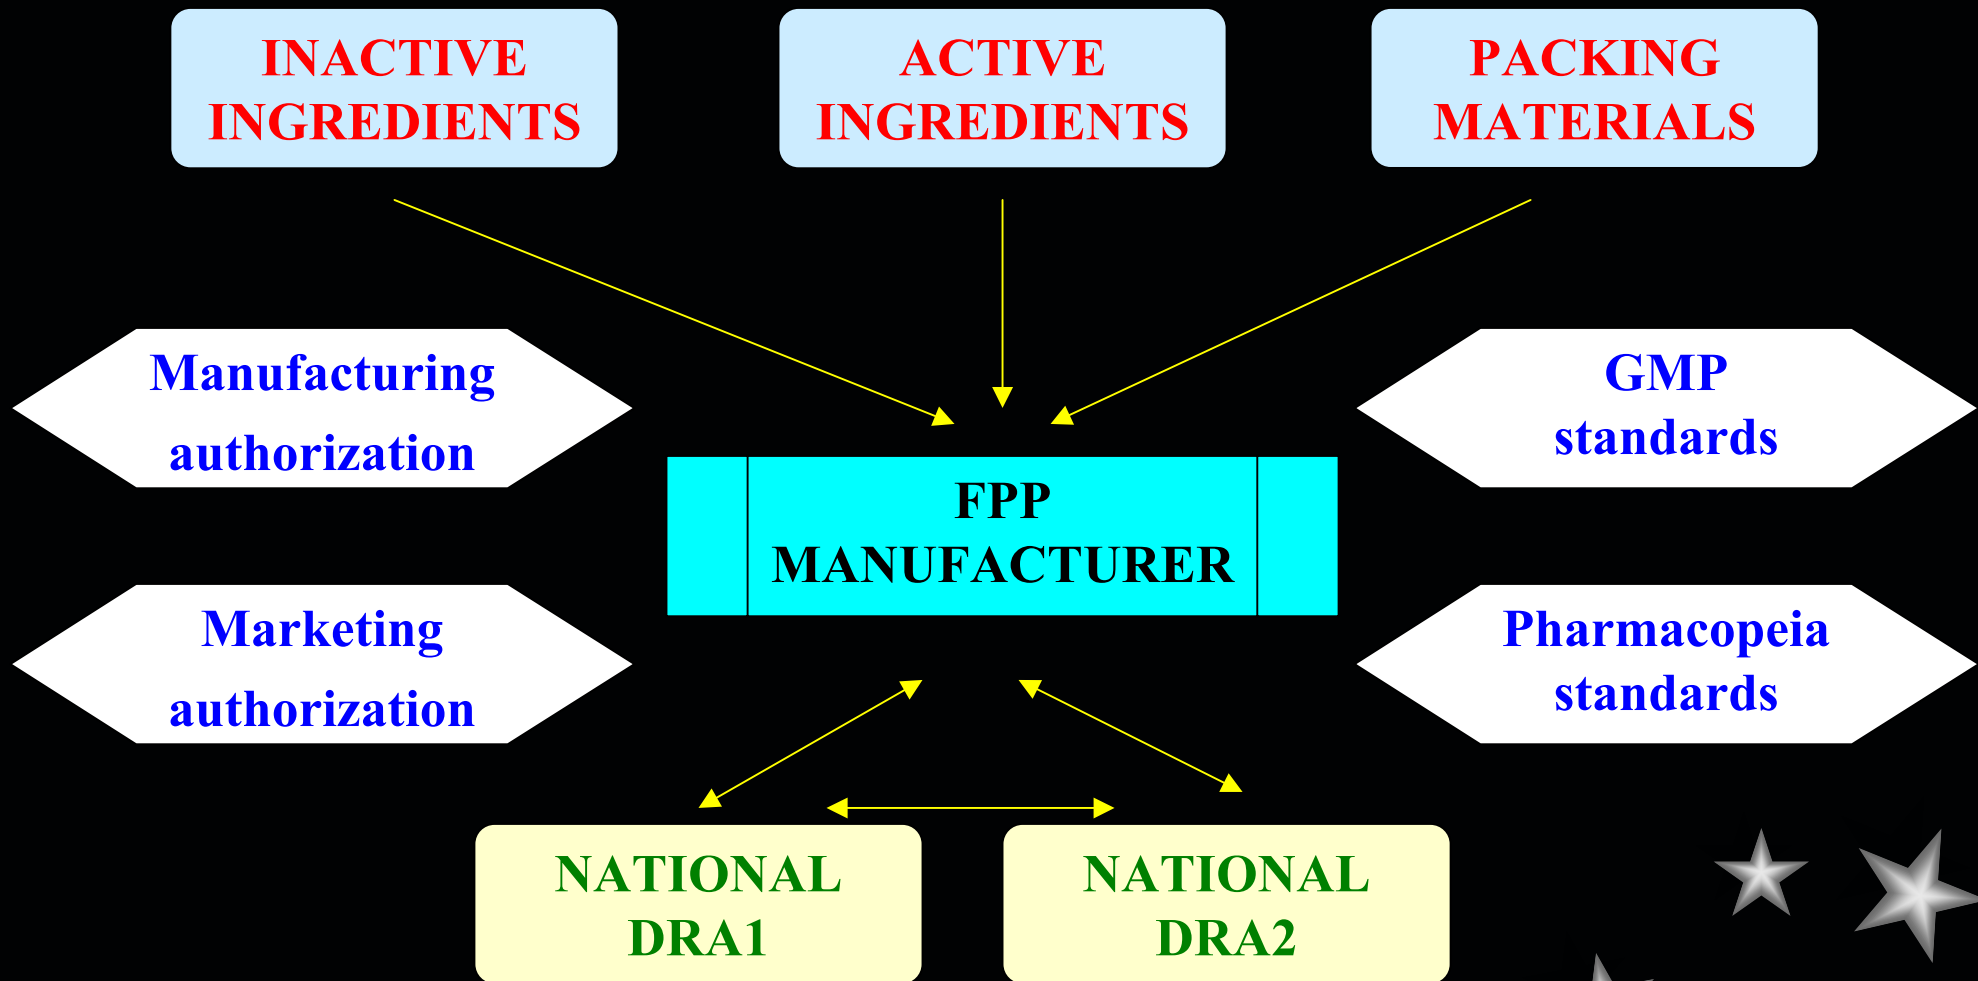 INACTIVE
INGREDIENTS
ACTIVE
INGREDIENTS
PACKING
MATERIALS
Manufacturing
authorization
GMP
standards
FPP
MANUFACTURER
Marketing
authorization
Pharmacopeia
standards
NATIONAL
DRA1
NATIONAL
DRA2